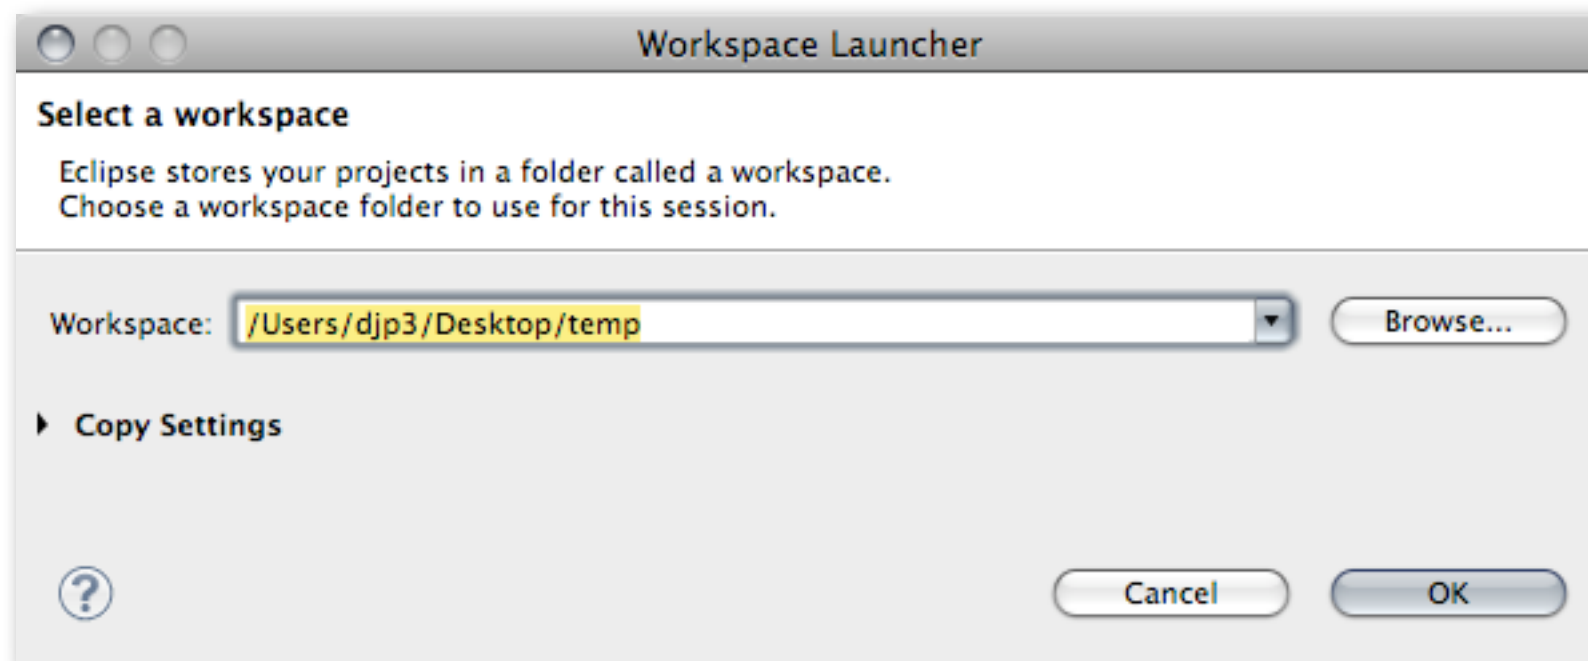 Workspace Launcher
Select a workspace
Eclipse stores your projects in a folder called a workspace.
Choose a workspace folder to use for this session.
Workspace: /Users/djp3/Desktop/temp Browse...
Copy Settings
? Cancel OK